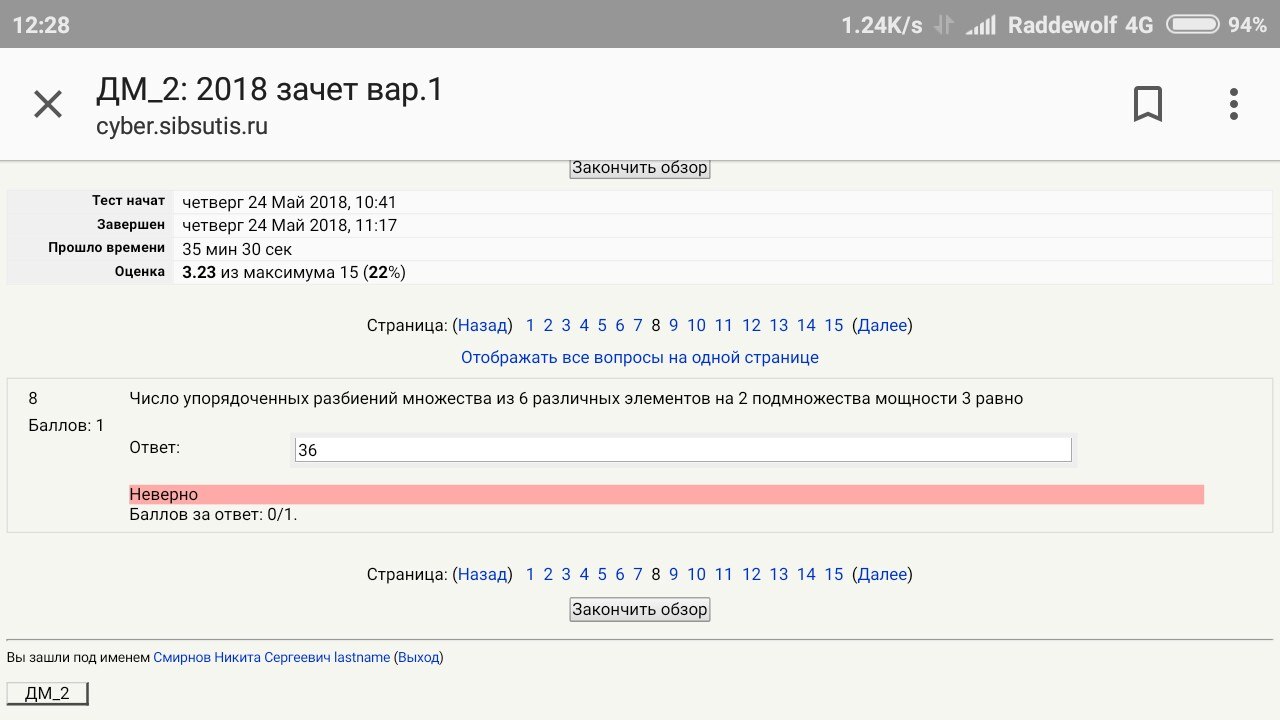 12:28
1.24K/s Raddewolf 4G 94%
ДМ_2: 2018 зачет вар.1
cyber.sibsutis.ru
Закончить обзор
Тест начат четверг 24 Май 2018, 10:41
Завершен четверг 24 Май 2018, 11:17
Прошло времени 35 мин 30 сек
Оценка 3.23 из максимума 15 (22%)
Страница: (Назад) 1 2 3 4 5 6 7 8 9 10 11 12 13 14 15 (Далее)
Отображать все вопросы на одной странице
8 Число упорядоченных разбиений множества из 6 различных элементов на 2 подмножества мощности 3 равно
Баллов: 1
Ответ: 36
Неверно
Баллов за ответ: 0/1.
Страница: (Назад) 1 2 3 4 5 6 7 8 9 10 11 12 13 14 15 (Далее)
Закончить обзор
Вы зашли под именем Смирнов Никита Сергеевич lastname (Выход)
ДМ_2